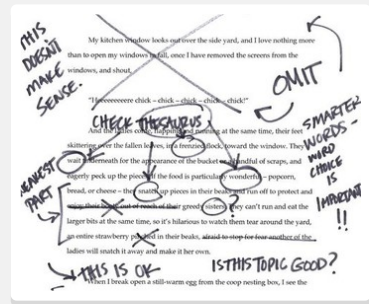 THIS
DOESN'T
MAKE
SENSE.
My kitchen window looks out over the side yard, and I love nothing more
than to open my windows in fall, once I have removed the screens from the
windows, and shout,
OMIT
"Heeeeeeeere chick – chick – chick – chick – chick!"
CHECK THESAURUS
And the ladies come, flapping and running at the same time, their feet
skittering over the fallen leaves, in a frenzied flock, toward the window. They
wait underneath for the appearance of the bucket or a handful of scraps, and
eagerly peck up the pieces. If the food is particularly wonderful – popcorn,
bread, or cheese – they snatch up pieces in their beaks and run off to protect and
enjoy their bounty out of reach of their greedy sisters. They can't run and eat the
larger bits at the same time, so it's hilarious to watch them tear around the yard,
an entire strawberry in their beaks, afraid to stop for fear another of the
ladies will snatch it away and make it her own.
SMARTER
WORDS –
WORD
CHOICE
IS
IMPORTANT
!!
WEAKEST
PART
THIS IS OK
IS THIS TOPIC GOOD?
When I break open a still-warm egg from the coop nesting box, I see the